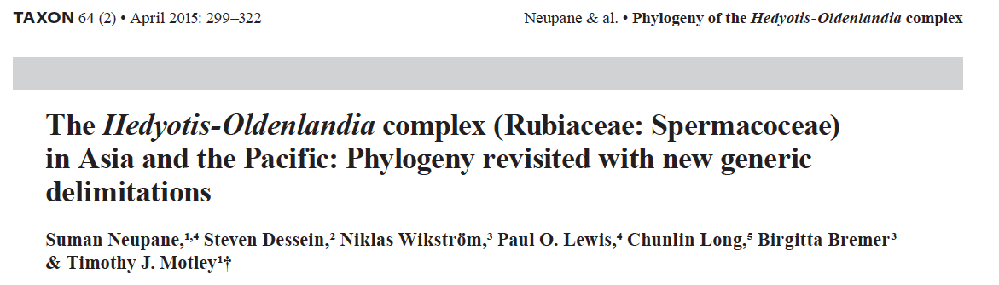 TAXON 64 (2) • April 2015: 299–322
Neupane & al. • Phylogeny of the Hedyotis-Oldenlandia complex
The Hedyotis-Oldenlandia complex (Rubiaceae: Spermacoceae)
in Asia and the Pacific: Phylogeny revisited with new generic
delimitations
Suman Neupane,¹,⁴ Steven Dessein,² Niklas Wikström,³ Paul O. Lewis,⁴ Chunlin Long,⁵ Birgitta Bremer³
& Timothy J. Motley¹†